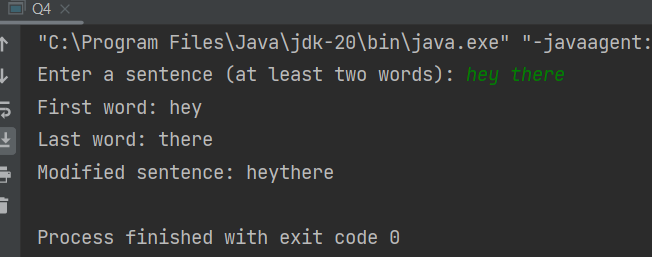 Q4
"C:\Program Files\Java\jdk-20\bin\java.exe" "-javaagent:
Enter a sentence (at least two words): hey there
First word: hey
Last word: there
Modified sentence: heythere
Process finished with exit code 0